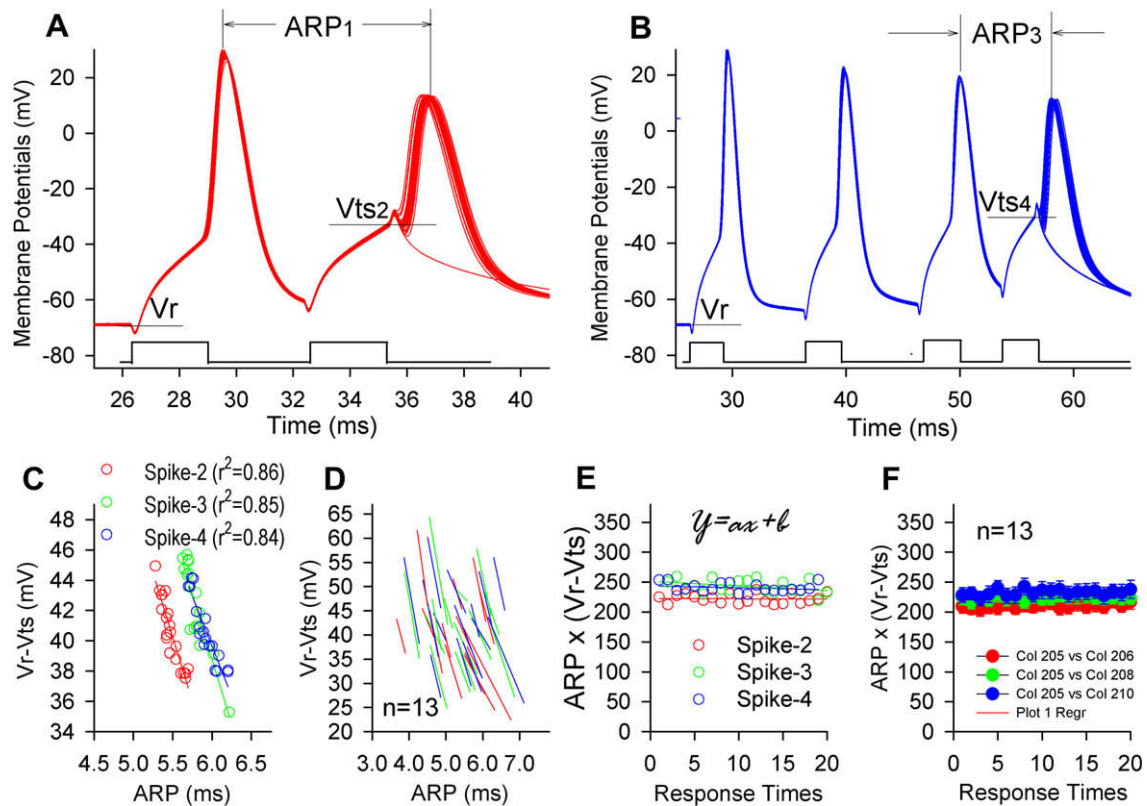 A
ARP1
Membrane Potentials (mV)
20
0
-20
-40
-60
-80
Vts2
Vr
26 28 30 32 34 36 38 40
Time (ms)
B
ARP3
Membrane Potentials (mV)
20
0
-20
-40
-60
-80
Vts4
Vr
30 40 50 60
Time (ms)
C
Spike-2 (r²=0.86)
Spike-3 (r²=0.85)
Spike-4 (r²=0.84)
Vr-Vts (mV)
48
46
44
42
40
38
36
34
4.5 5.0 5.5 6.0 6.5
ARP (ms)
D
Vr-Vts (mV)
65
60
55
50
45
40
35
30
25
20
n=13
3.0 4.0 5.0 6.0 7.0
ARP (ms)
E
y=ax+b
ARP x (Vr-Vts)
350
300
250
200
150
100
50
0
Spike-2
Spike-3
Spike-4
0 5 10 15 20
Response Times
F
n=13
ARP x (Vr-Vts)
350
300
250
200
150
100
50
0
Col 205 vs Col 206
Col 205 vs Col 208
Col 205 vs Col 210
Plot 1 Regr
0 5 10 15 20
Response Times